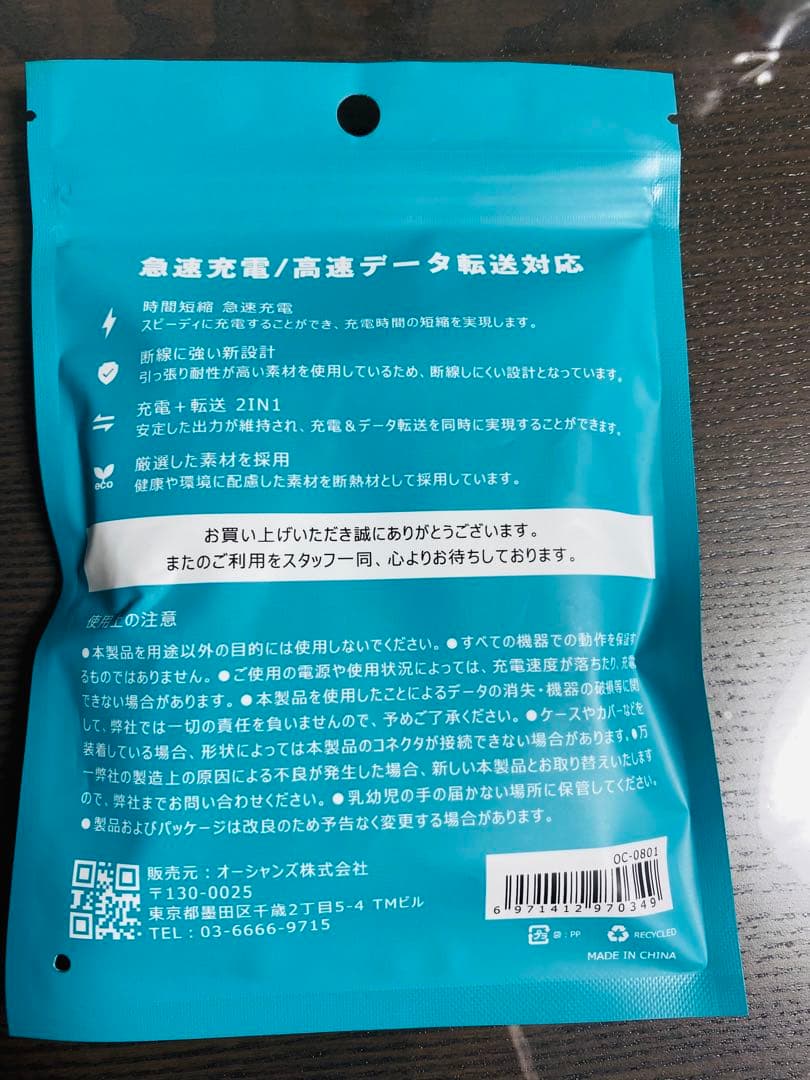 急速充電/高速データ転送対応
時間短縮 急速充電
スピーディに充電することができ、充電時間の短縮を実現します。
断線に強い新設計
引っ張り耐性が高い素材を使用しているため、断線しにくい設計となっています。
充電+転送 2IN1
安定した出力が維持され、充電&データ転送を同時に実現することができます。
厳選した素材を採用
eco
健康や環境に配慮した素材を断熱材として採用しています。
お買い上げいただき誠にありがとうございます。
またのご利用をスタッフ一同、心よりお待ちしております。
使用上の注意
●本製品を用途以外の目的には使用しないでください。●すべての機器での動作を保証す
るものではありません。●ご使用の電源や使用状況によっては、充電速度が落ちたり、充電
できない場合があります。●本製品を使用したことによるデータの消失・機器の破損等に関
して、弊社では一切の責任を負いませんので、予めご了承ください。●ケースやカバーなどを
装着している場合、形状によっては本製品のコネクタが接続できない場合があります。●万
一弊社の製造上の原因による不良が発生した場合、新しい本製品とお取り替えいたします
ので、弊社までお問い合わせください。●乳幼児の手の届かない場所に保管してください。
●製品およびパッケージは改良のため予告なく変更する場合があります。
販売元:オーシャンズ株式会社
〒130-0025
東京都墨田区千歳2丁目5-4 TMビル
TEL:03-6666-9715
OC-0801
6 971412 970349
プラ 袋:PP RECYCLED
MADE IN CHINA